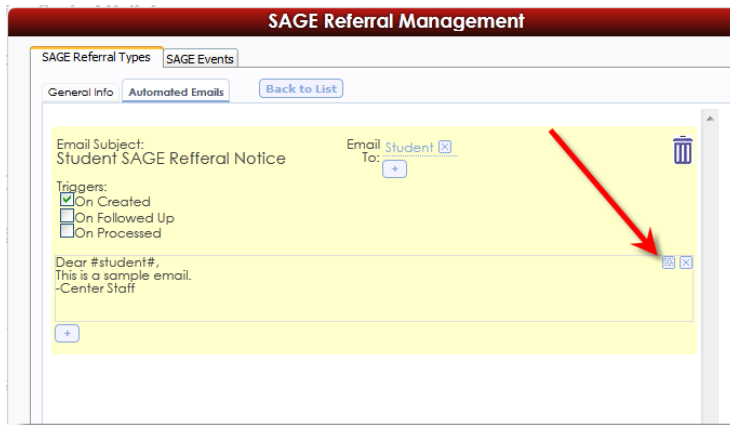 SAGE Referral Management
SAGE Referral Types SAGE Events
General Info Automated Emails Back to List
Email Subject:
Student SAGE Refferal Notice
Email To: Student
+
Triggers:
On Created
On Followed Up
On Processed
Dear #student#,
This is a sample email.
-Center Staff
+